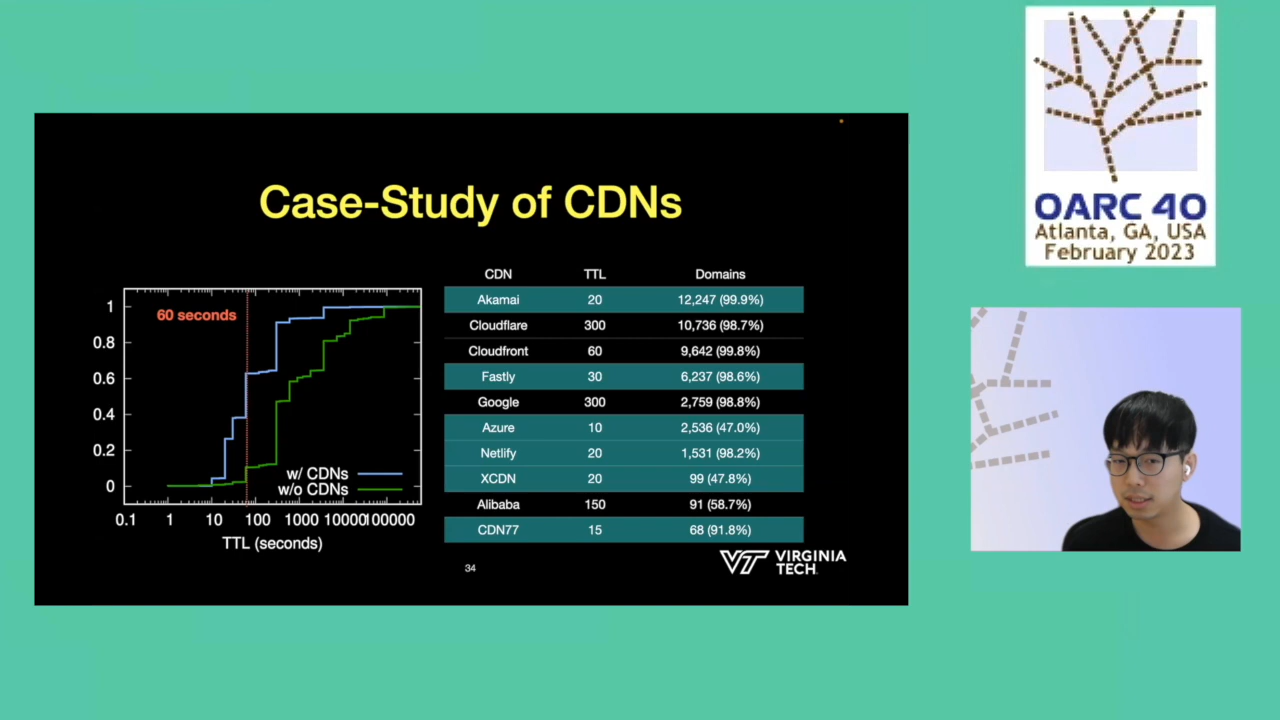 OARC 40
Atlanta, GA, USA
February 2023
Case-Study of CDNs
1
0.8
0.6
0.4
0.2
0
60 seconds
w/ CDNs
w/o CDNs
0.1 1 10 100 1000 10000 100000
TTL (seconds)
CDN TTL Domains
Akamai 20 12,247 (99.9%)
Cloudflare 300 10,736 (98.7%)
Cloudfront 60 9,642 (99.8%)
Fastly 30 6,237 (98.6%)
Google 300 2,759 (98.8%)
Azure 10 2,536 (47.0%)
Netlify 20 1,531 (98.2%)
XCDN 20 99 (47.8%)
Alibaba 150 91 (58.7%)
CDN77 15 68 (91.8%)
34
VT VIRGINIA
TECH.